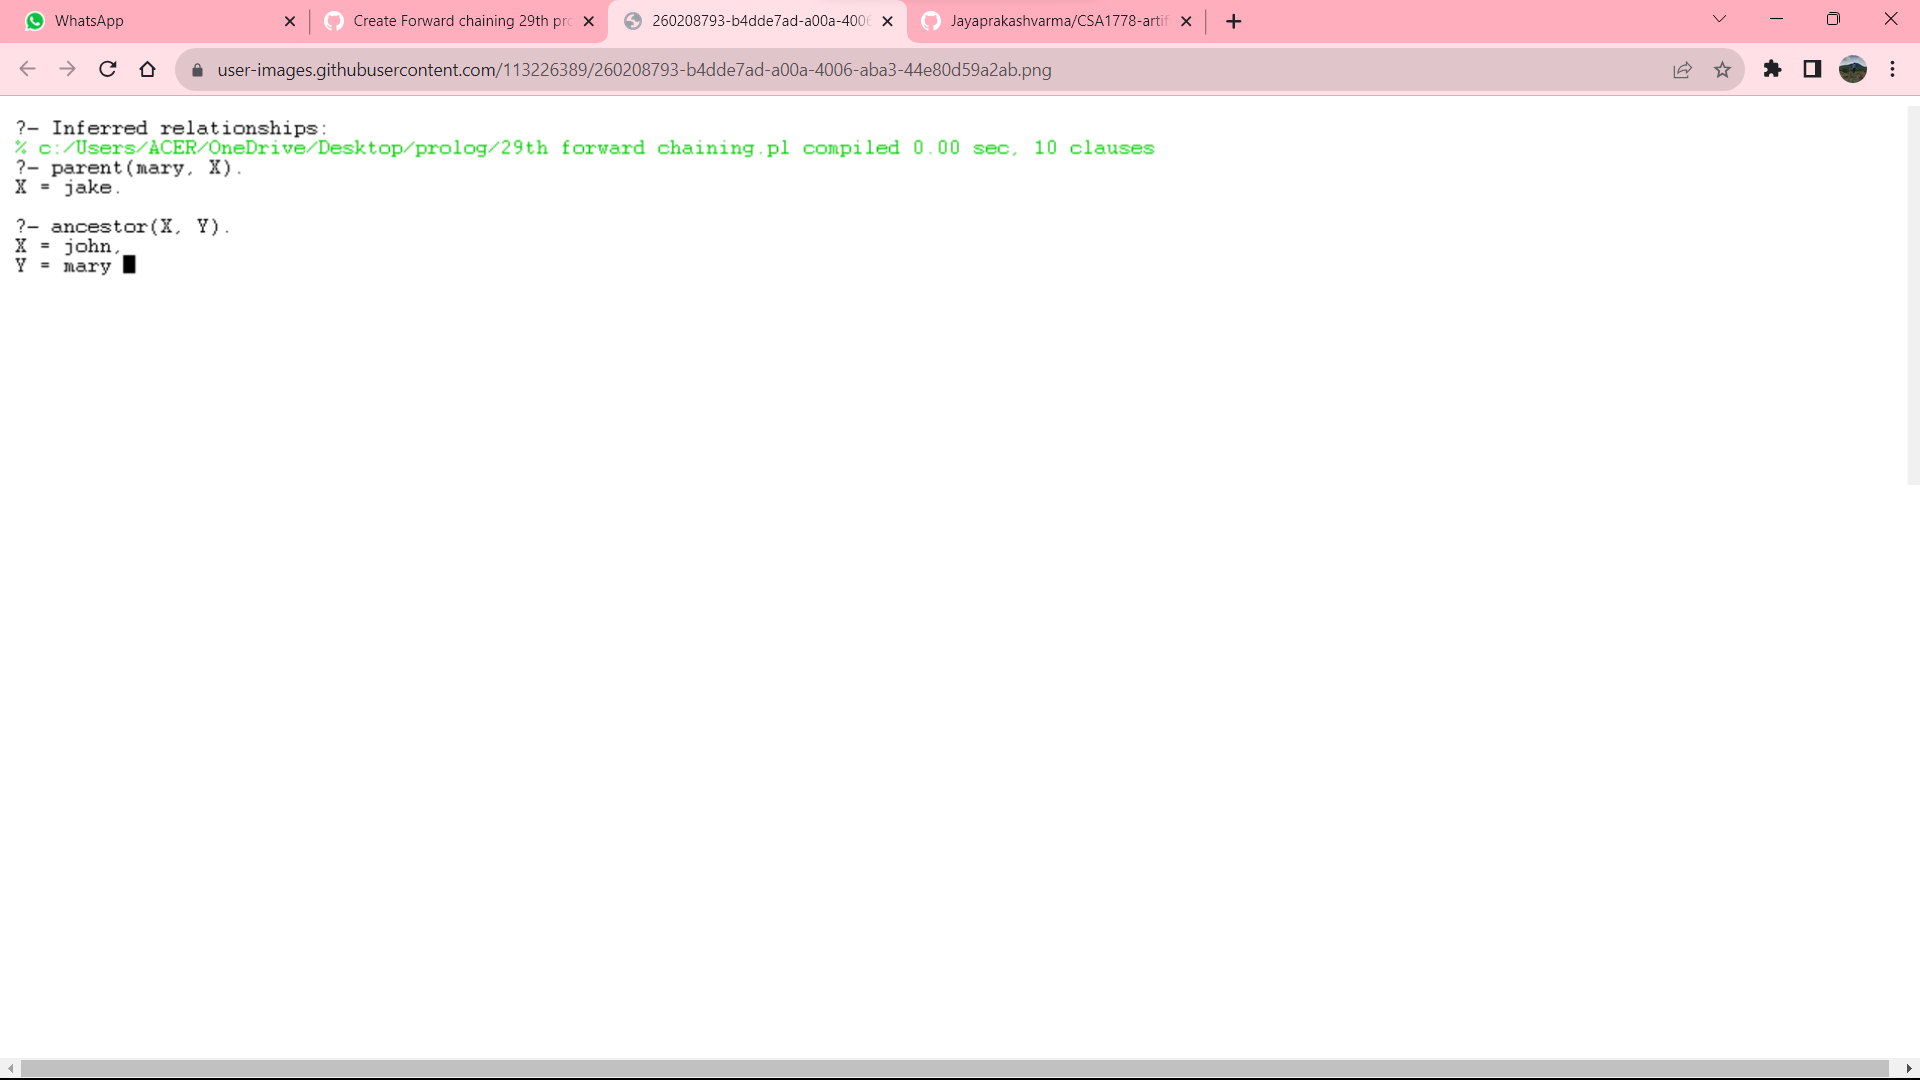 WhatsApp
Create Forward chaining 29th pro
260208793-b4dde7ad-a00a-4006
Jayaprakashvarma/CSA1778-artif
user-images.githubusercontent.com/113226389/260208793-b4dde7ad-a00a-4006-aba3-44e80d59a2ab.png
?- Inferred relationships:
% c:/Users/ACER/OneDrive/Desktop/prolog/29th forward chaining.pl compiled 0.00 sec, 10 clauses
?- parent(mary, X).
X = jake.
?- ancestor(X, Y).
X = john,
Y = mary